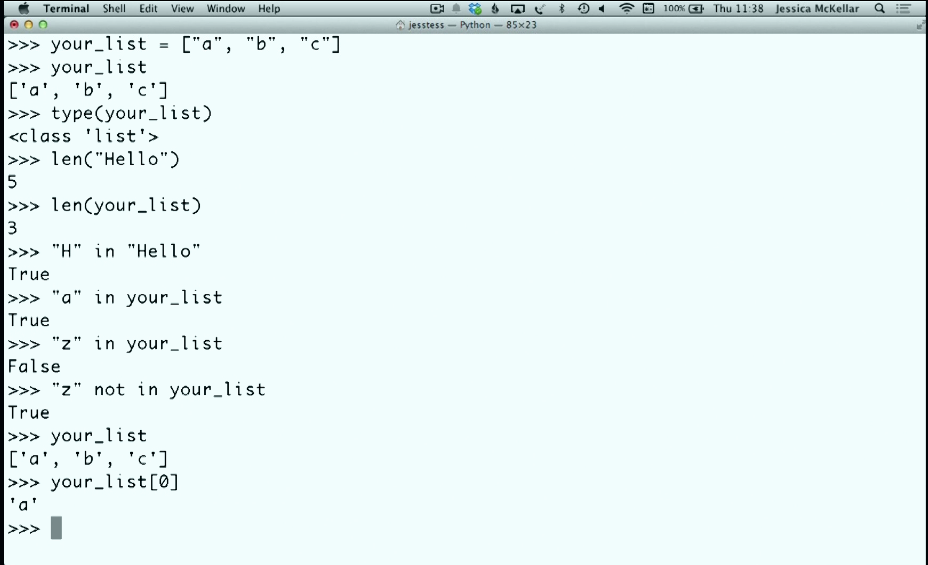 Terminal Shell Edit View Window Help 100% Thu 11:38 Jessica McKellar
jesstess — Python — 85×23
>>> your_list = ["a", "b", "c"]
>>> your_list
['a', 'b', 'c']
>>> type(your_list)
<class 'list'>
>>> len("Hello")
5
>>> len(your_list)
3
>>> "H" in "Hello"
True
>>> "a" in your_list
True
>>> "z" in your_list
False
>>> "z" not in your_list
True
>>> your_list
['a', 'b', 'c']
>>> your_list[0]
'a'
>>>